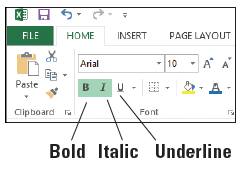 FILE HOME INSERT PAGE LAYOUT
Arial 10 A A
Paste
B I U A
Clipboard Font
Bold Italic Underline